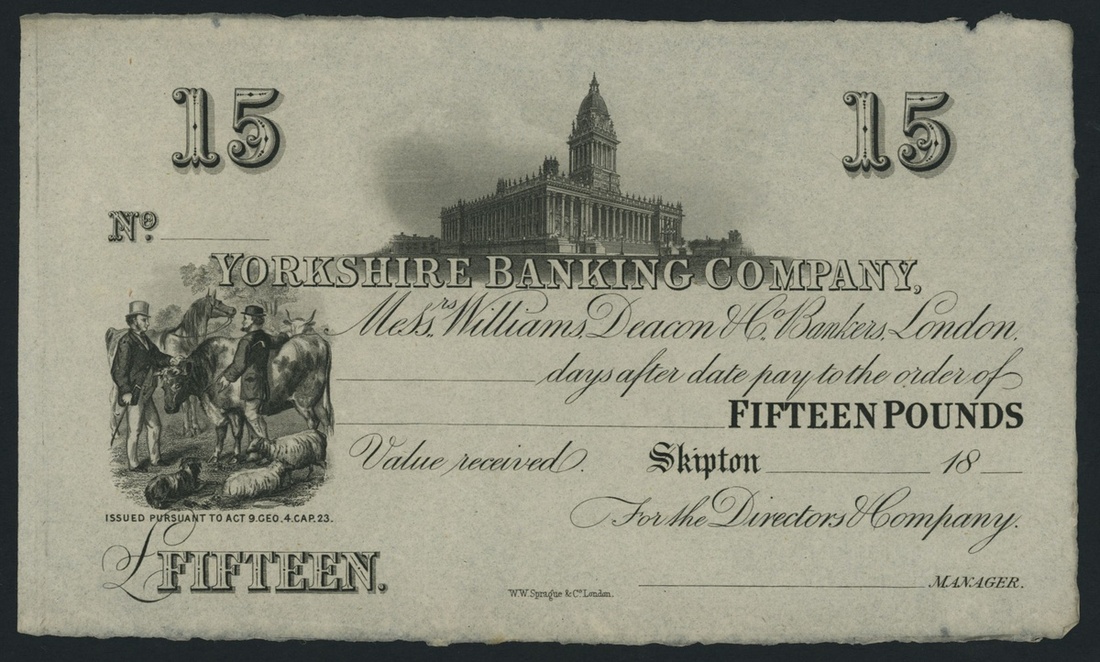 15
15
No.
YORKSHIRE BANKING COMPANY,
Messrs. Williams, Deacon & Co. Bankers, London.
days after date pay to the order of
FIFTEEN POUNDS
Value received. Skipton 18
ISSUED PURSUANT TO ACT 9.GEO.4.CAP.23.
For the Directors & Company.
£FIFTEEN.
MANAGER.
W.W. Sprague & Co. London.